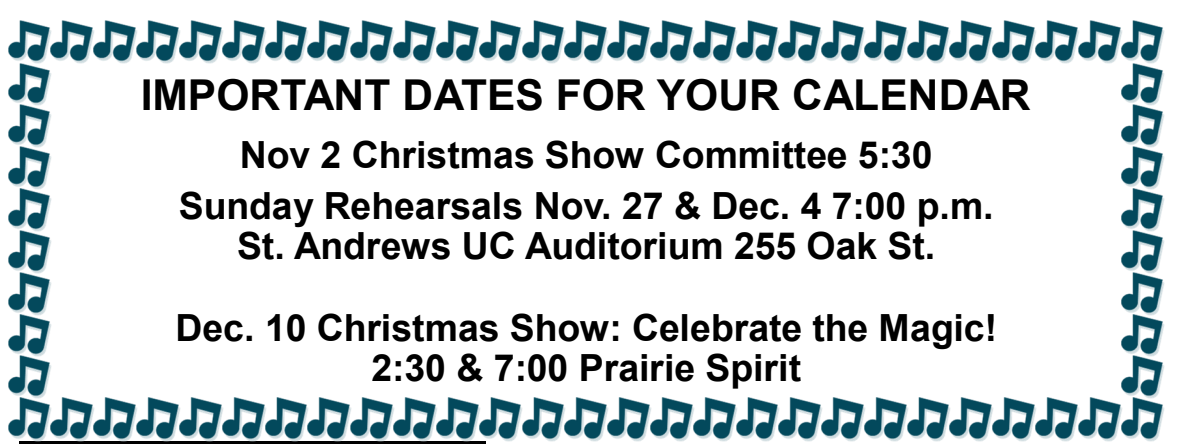 IMPORTANT DATES FOR YOUR CALENDAR
Nov 2 Christmas Show Committee 5:30
Sunday Rehearsals Nov. 27 & Dec. 4 7:00 p.m.
St. Andrews UC Auditorium 255 Oak St.
Dec. 10 Christmas Show: Celebrate the Magic!
2:30 & 7:00 Prairie Spirit